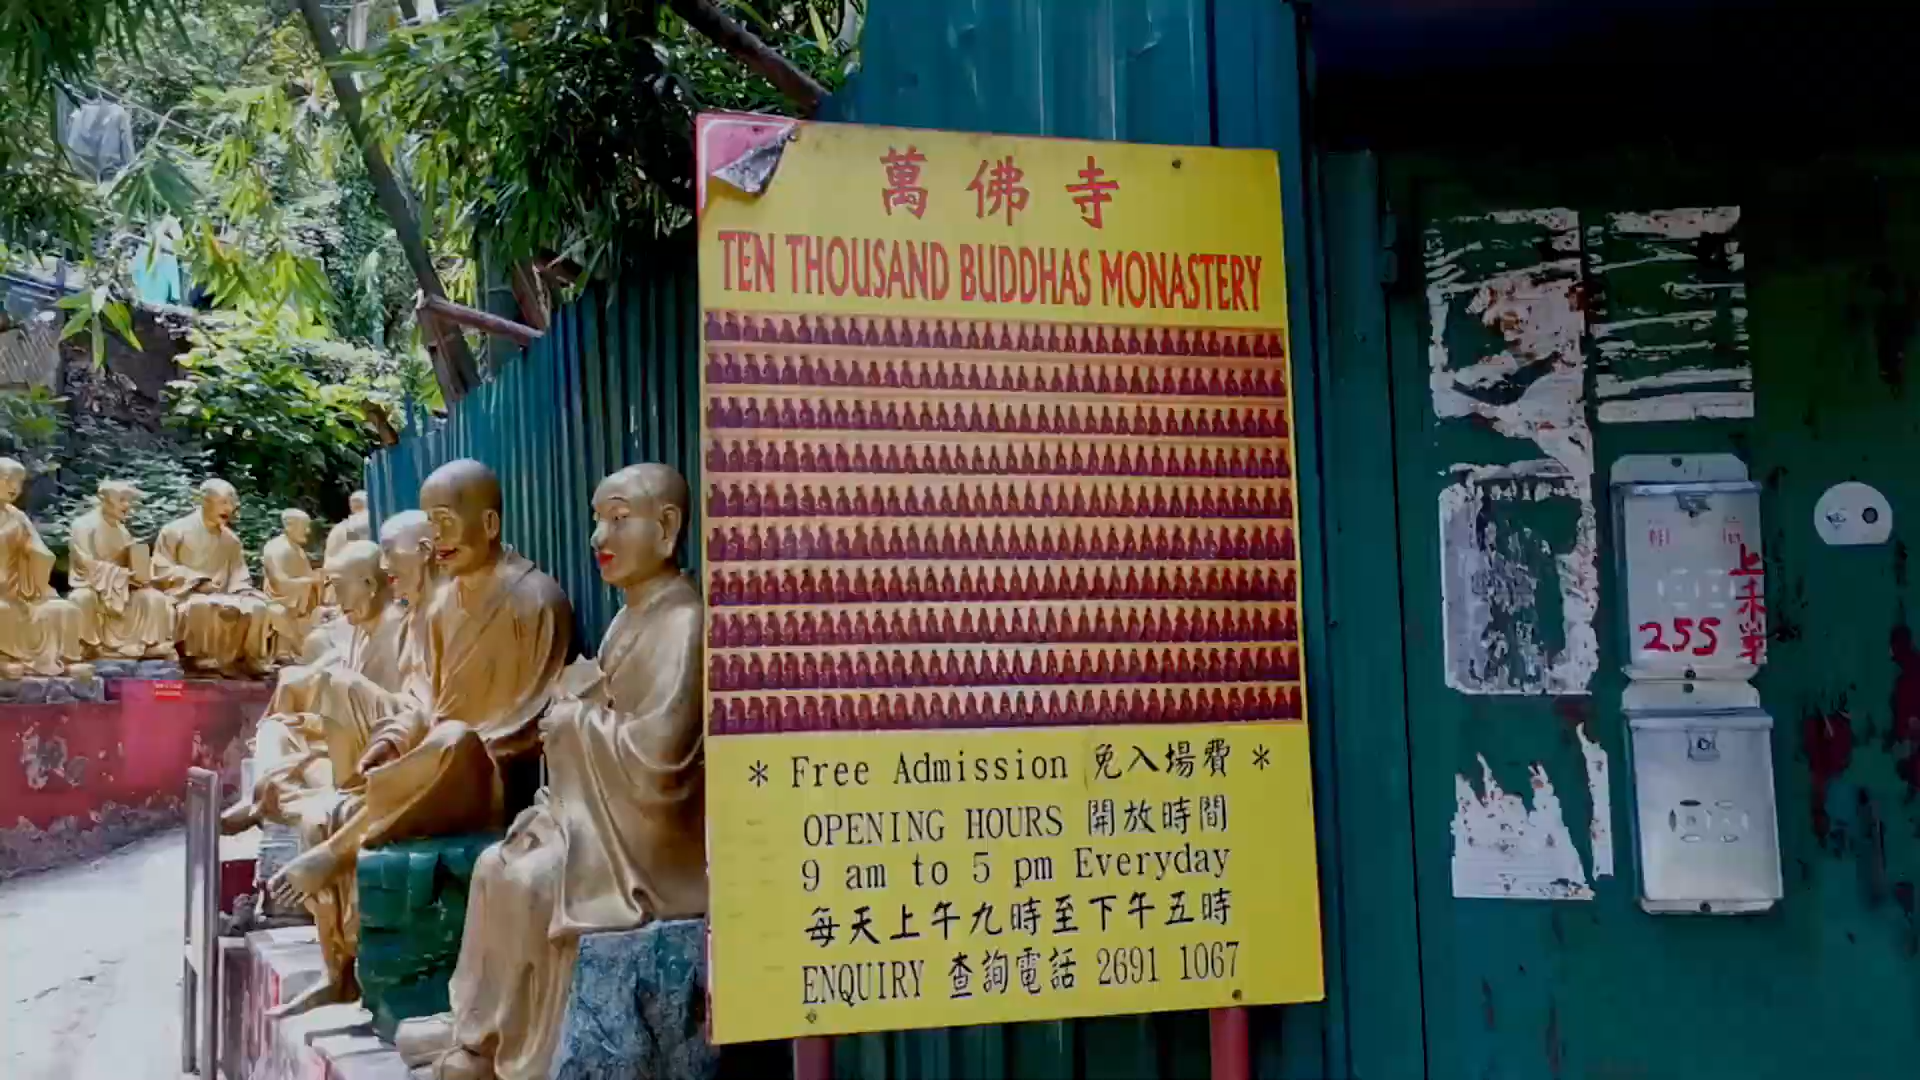 萬佛寺
TEN THOUSAND BUDDHAS MONASTERY
* Free Admission 免入場費 *
OPENING HOURS 開放時間
9 am to 5 pm Everyday
每天上午九時至下午五時
ENQUIRY 查詢電話 2691 1067
255